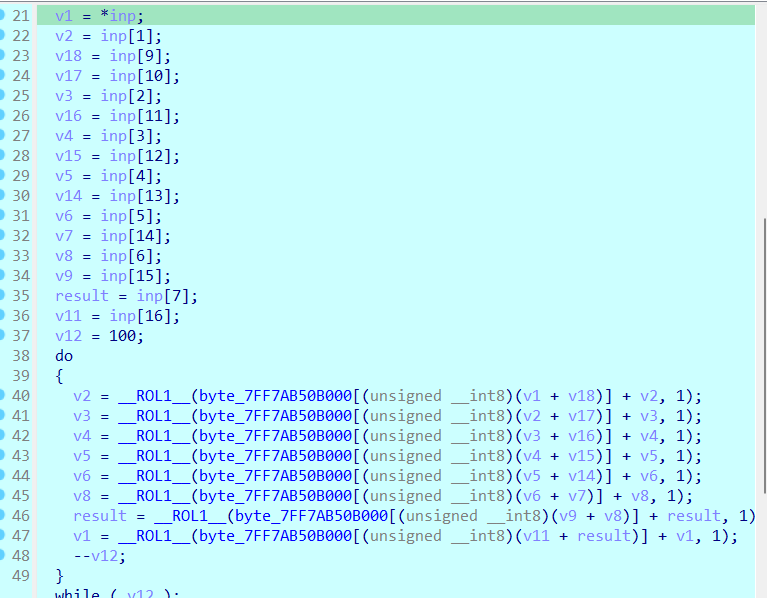 21 v1 = *inp;
22 v2 = inp[1];
23 v18 = inp[9];
24 v17 = inp[10];
25 v3 = inp[2];
26 v16 = inp[11];
27 v4 = inp[3];
28 v15 = inp[12];
29 v5 = inp[4];
30 v14 = inp[13];
31 v6 = inp[5];
32 v7 = inp[14];
33 v8 = inp[6];
34 v9 = inp[15];
35 result = inp[7];
36 v11 = inp[16];
37 v12 = 100;
38 do
39 {
40 v2 = __ROL1__(byte_7FF7AB50B000[(unsigned __int8)(v1 + v18)] + v2, 1);
41 v3 = __ROL1__(byte_7FF7AB50B000[(unsigned __int8)(v2 + v17)] + v3, 1);
42 v4 = __ROL1__(byte_7FF7AB50B000[(unsigned __int8)(v3 + v16)] + v4, 1);
43 v5 = __ROL1__(byte_7FF7AB50B000[(unsigned __int8)(v4 + v15)] + v5, 1);
44 v6 = __ROL1__(byte_7FF7AB50B000[(unsigned __int8)(v5 + v14)] + v6, 1);
45 v8 = __ROL1__(byte_7FF7AB50B000[(unsigned __int8)(v6 + v7)] + v8, 1);
46 result = __ROL1__(byte_7FF7AB50B000[(unsigned __int8)(v9 + v8)] + result, 1)
47 v1 = __ROL1__(byte_7FF7AB50B000[(unsigned __int8)(v11 + result)] + v1, 1);
48 --v12;
49 }
while ( v12 );